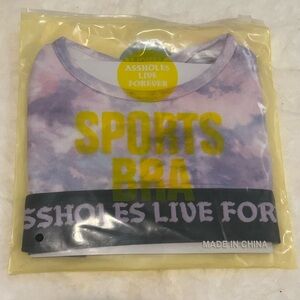 ASSHOLES
LIVE
FOREVER
SPORTS
BRA
SSHOLES LIVE FOR
MADE IN CHINA